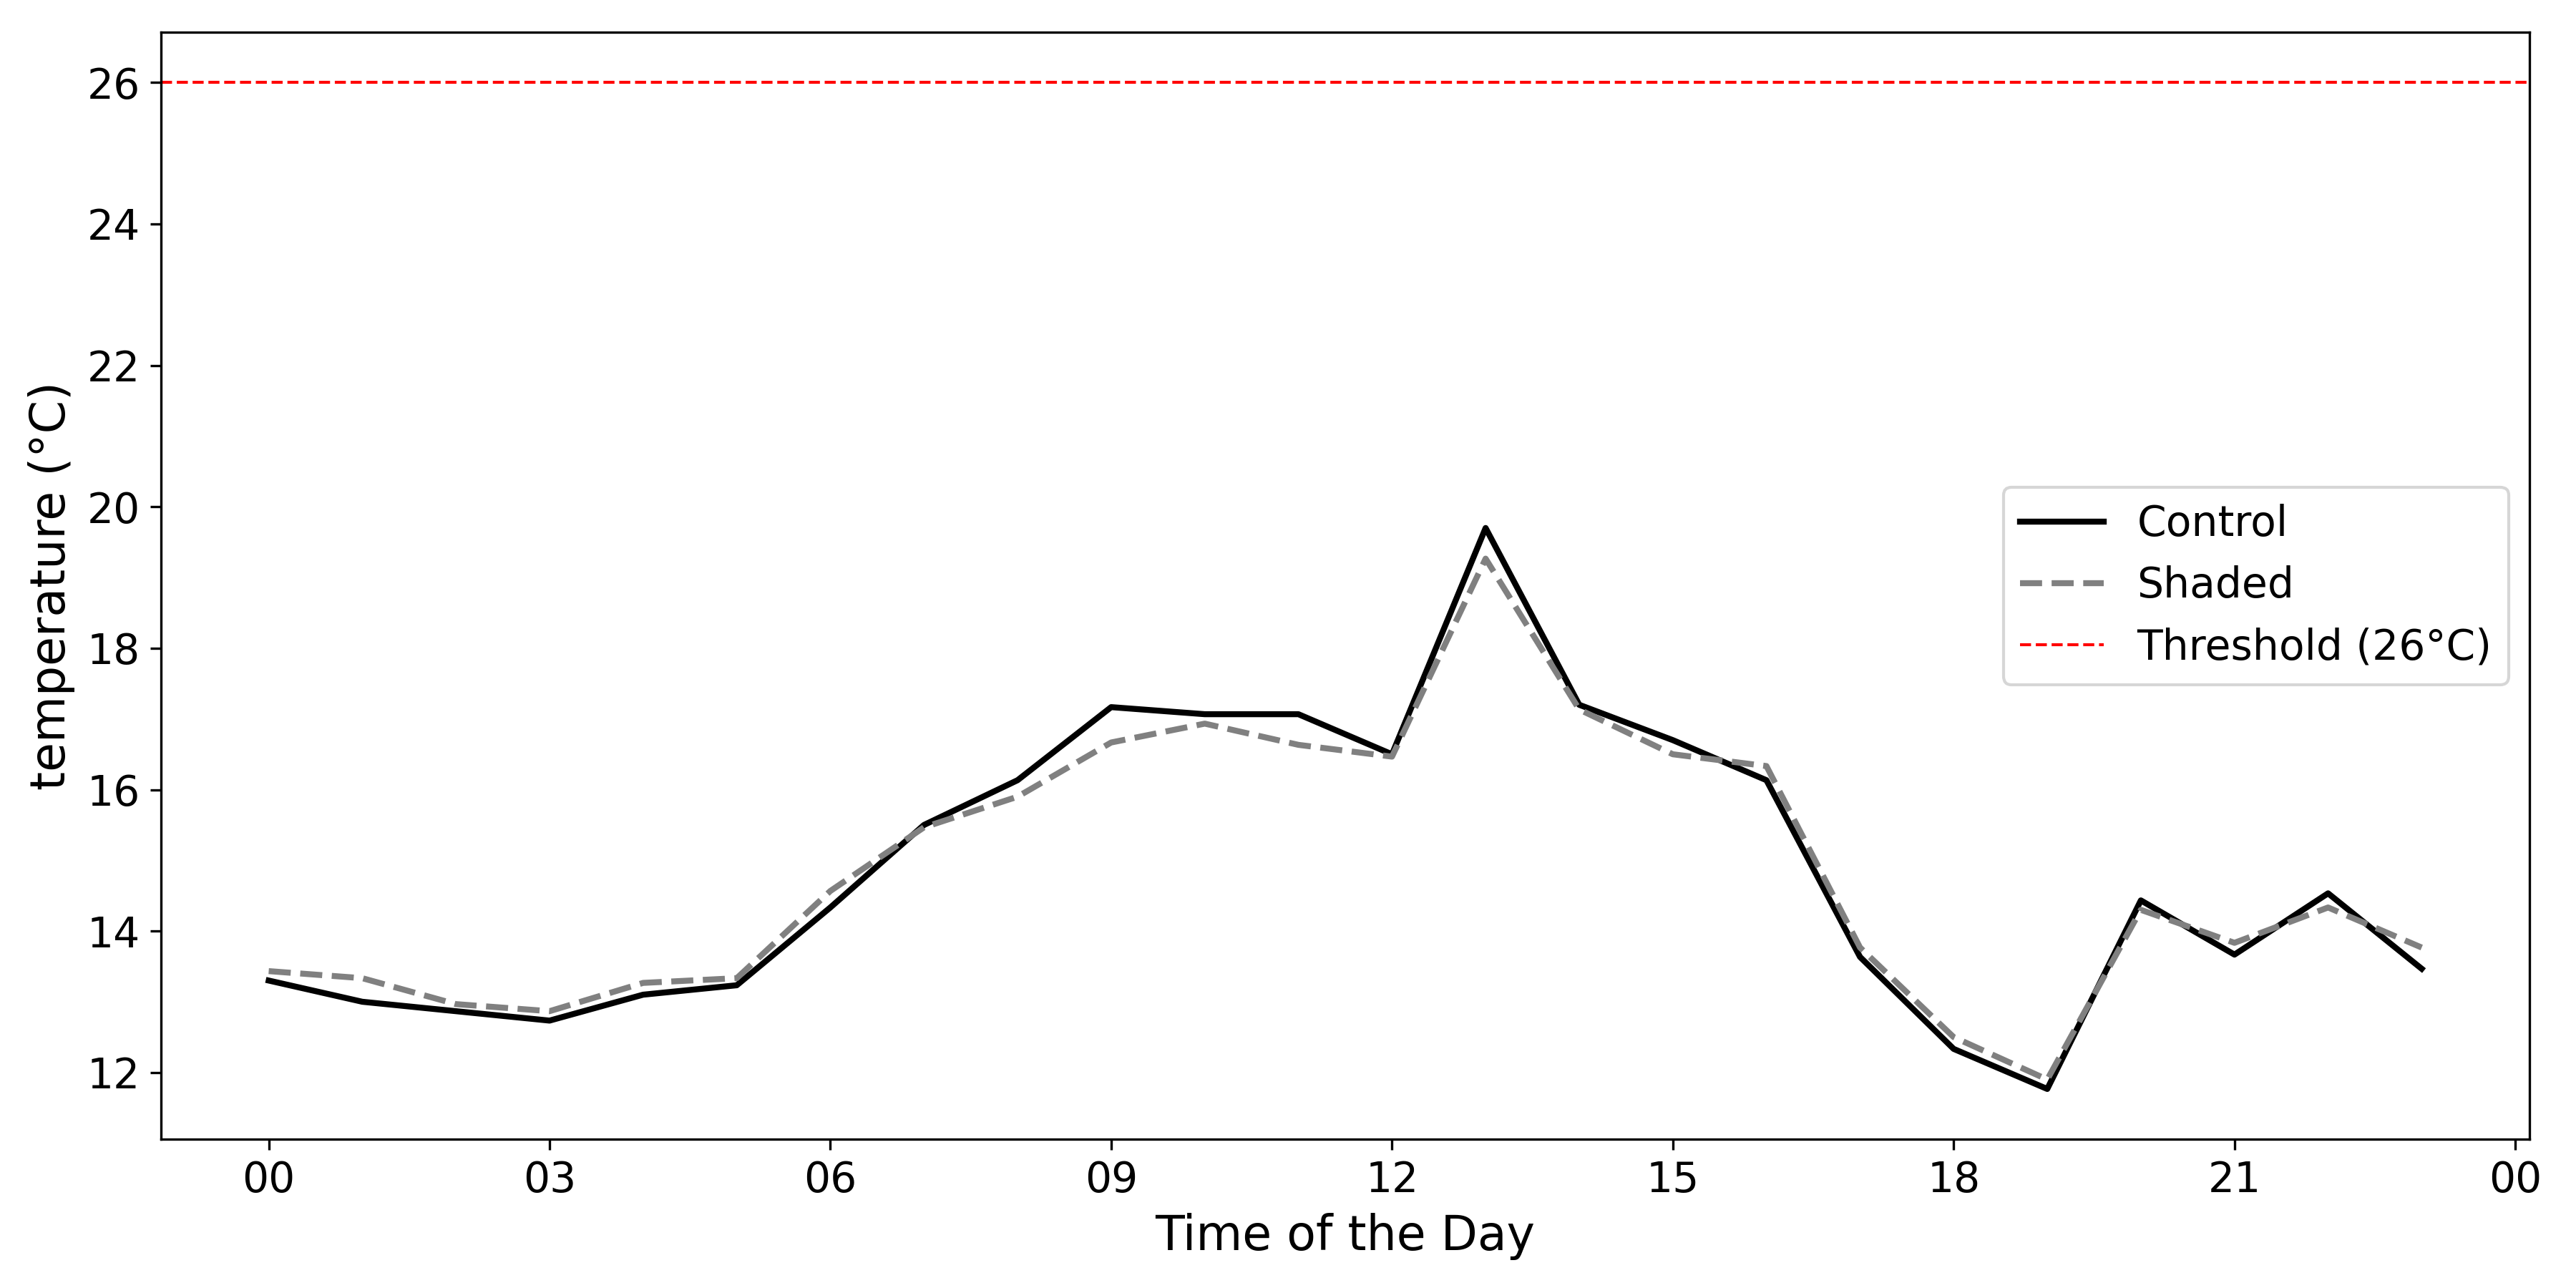 26
24
22
20
18
16
14
12
temperature (°C)
Control
Shaded
Threshold (26°C)
00 03 06 09 12 15 18 21 00
Time of the Day